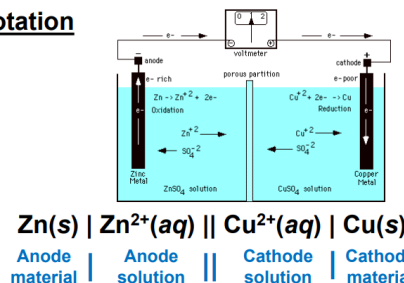 otation
0 2
e-
e-
voltmeter
anode
cathode
e- rich
porous partition
e-poor
Zn -> Zn+2 + 2e-
Oxidation
Cu+2 + 2e- -> Cu
Reduction
e-
e-
Zn+2
Cu+2
SO4-2
SO4-2
Zinc
Metal
Copper
Metal
ZnSO4 solution
CuSO4 solution
Zn(s) | Zn2+(aq) || Cu2+(aq) | Cu(s)
Anode material | Anode solution || Cathode solution | Cathod materia